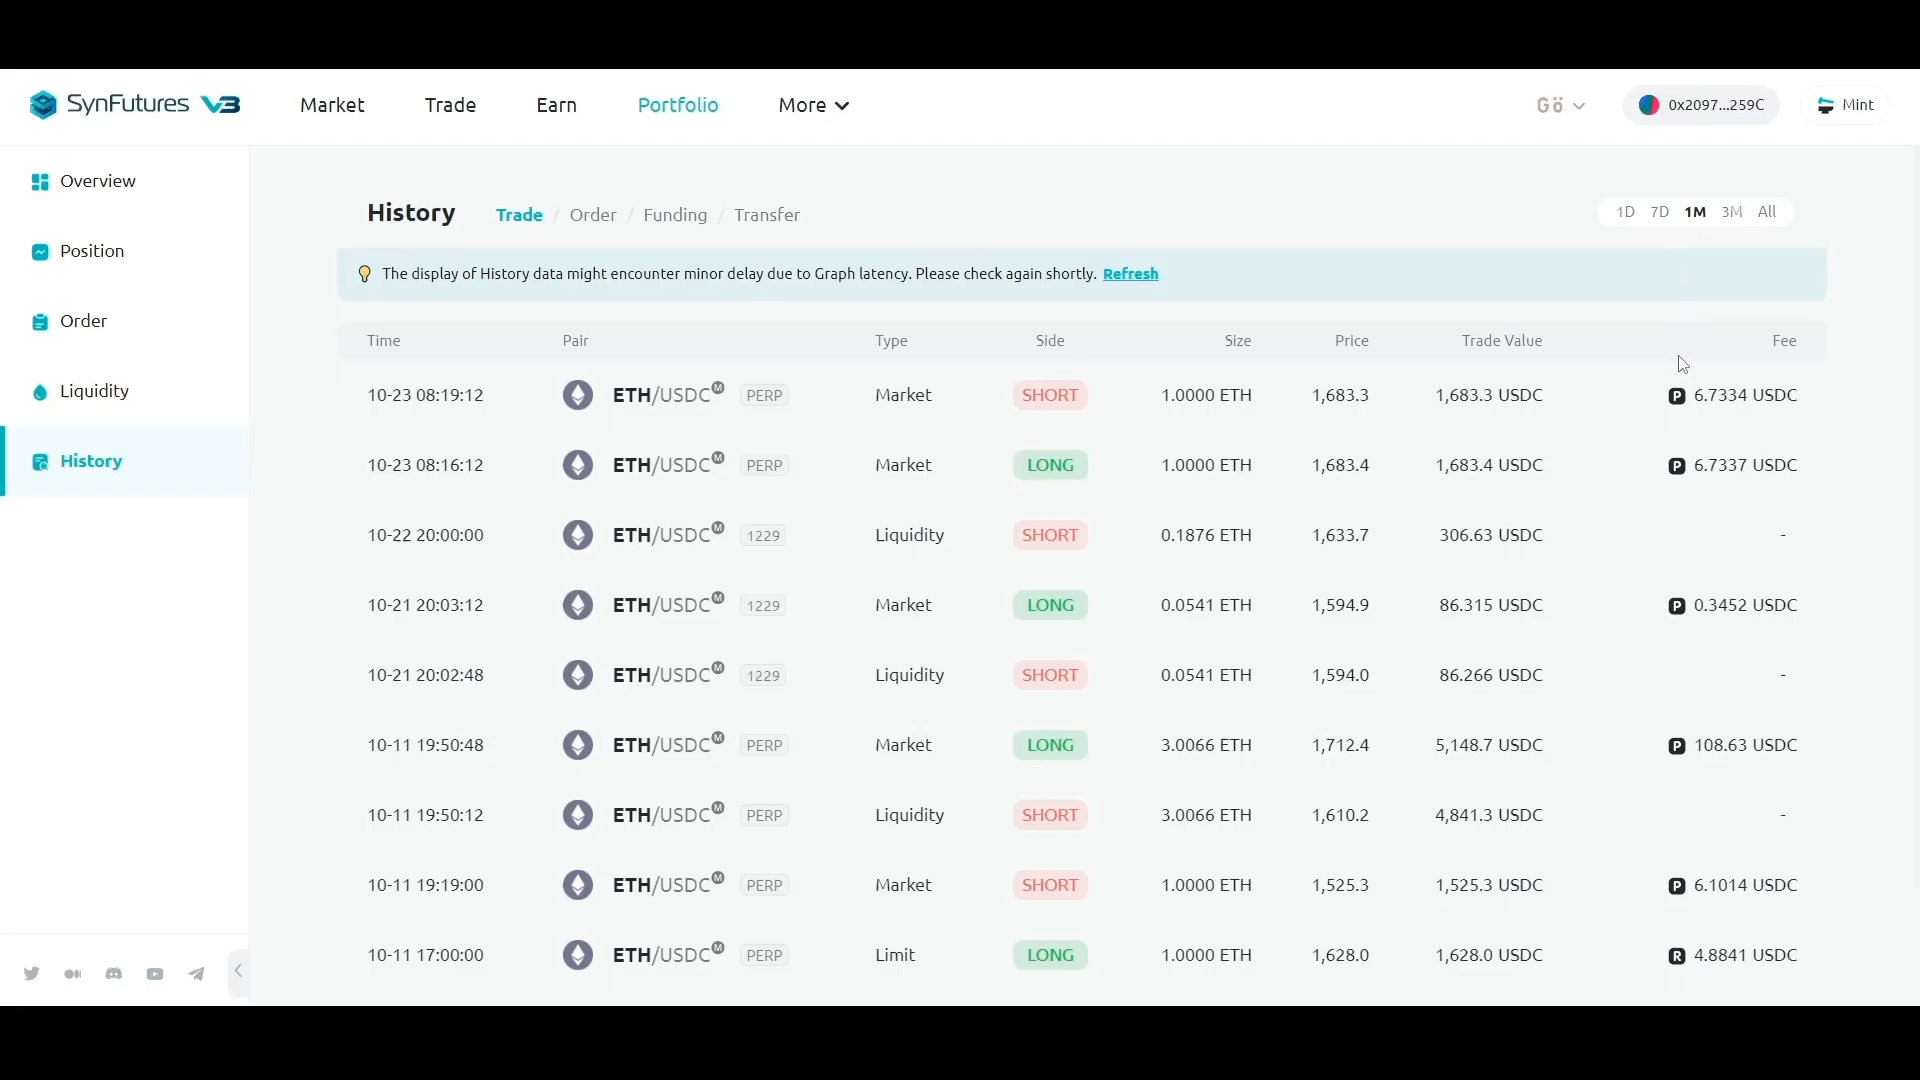 SynFutures V3 Market Trade Earn Portfolio More Gö 0x2097...259C Mint
Overview
Position
Order
Liquidity
History
History Trade / Order / Funding / Transfer 1D 7D 1M 3M All
The display of History data might encounter minor delay due to Graph latency. Please check again shortly. Refresh
Time Pair Type Side Size Price Trade Value Fee
10-23 08:19:12 ETH/USDC M PERP Market SHORT 1.0000 ETH 1,683.3 1,683.3 USDC P 6.7334 USDC
10-23 08:16:12 ETH/USDC M PERP Market LONG 1.0000 ETH 1,683.4 1,683.4 USDC P 6.7337 USDC
10-22 20:00:00 ETH/USDC M 1229 Liquidity SHORT 0.1876 ETH 1,633.7 306.63 USDC -
10-21 20:03:12 ETH/USDC M 1229 Market LONG 0.0541 ETH 1,594.9 86.315 USDC P 0.3452 USDC
10-21 20:02:48 ETH/USDC M 1229 Liquidity SHORT 0.0541 ETH 1,594.0 86.266 USDC -
10-11 19:50:48 ETH/USDC M PERP Market LONG 3.0066 ETH 1,712.4 5,148.7 USDC P 108.63 USDC
10-11 19:50:12 ETH/USDC M PERP Liquidity SHORT 3.0066 ETH 1,610.2 4,841.3 USDC -
10-11 19:19:00 ETH/USDC M PERP Market SHORT 1.0000 ETH 1,525.3 1,525.3 USDC P 6.1014 USDC
10-11 17:00:00 ETH/USDC M PERP Limit LONG 1.0000 ETH 1,628.0 1,628.0 USDC R 4.8841 USDC